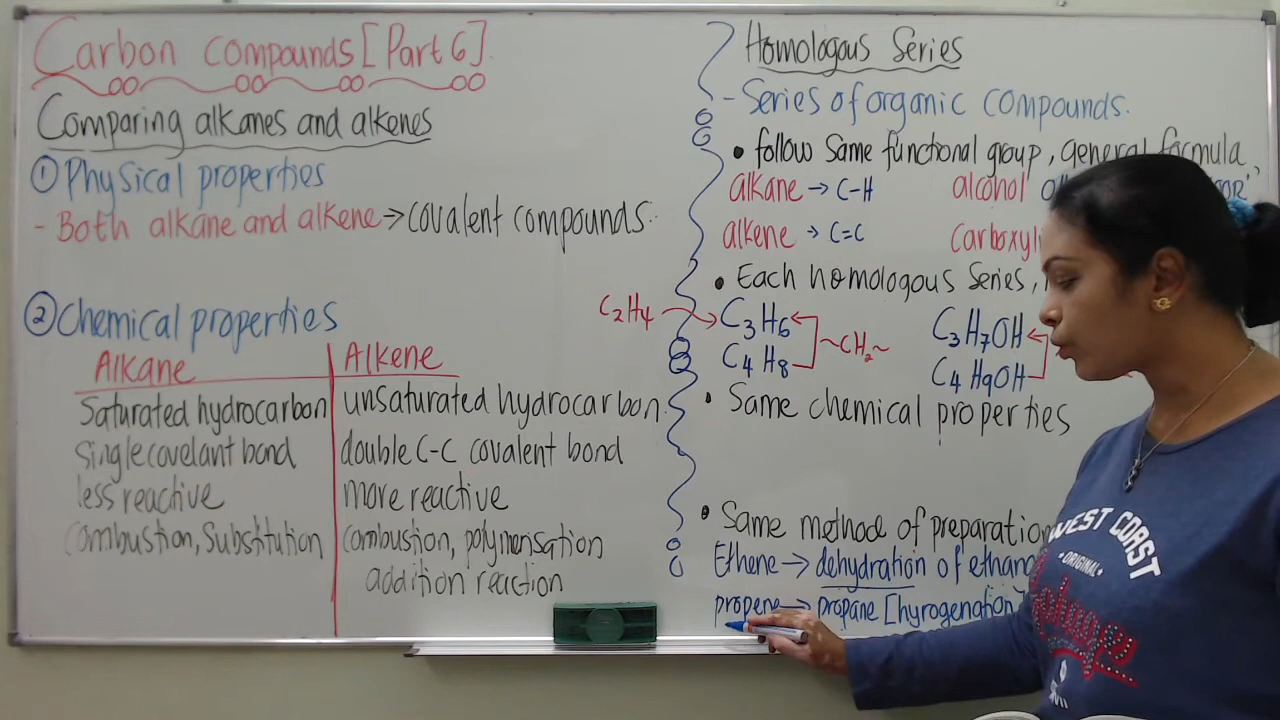 Carbon compounds [Part 6].
Comparing alkanes and alkenes
① Physical properties
- Both alkane and alkene → covalent compounds.
② Chemical properties
Alkane
Alkene
Saturated hydrocarbon
unsaturated hydrocarbon.
Single covelant bond
double C-C covalent bond
less reactive
more reactive
Combustion, Substitution
Combustion, polymensation
addition reaction
Homologous Series
- Series of organic compounds.
• follow same functional group, general formula
alkane → C-H
alcohol
alkene → C=C
• Each homologous Series,
C₂H₄
C₃H₆
C₄H₈
~CH₂~
C₃H₇OH
C₄H₉OH
• Same chemical properties
• Same method of preparation
Ethene → dehydration of
propene → propane [hyrogenation]
WEST COAST
• ORIGINAL •